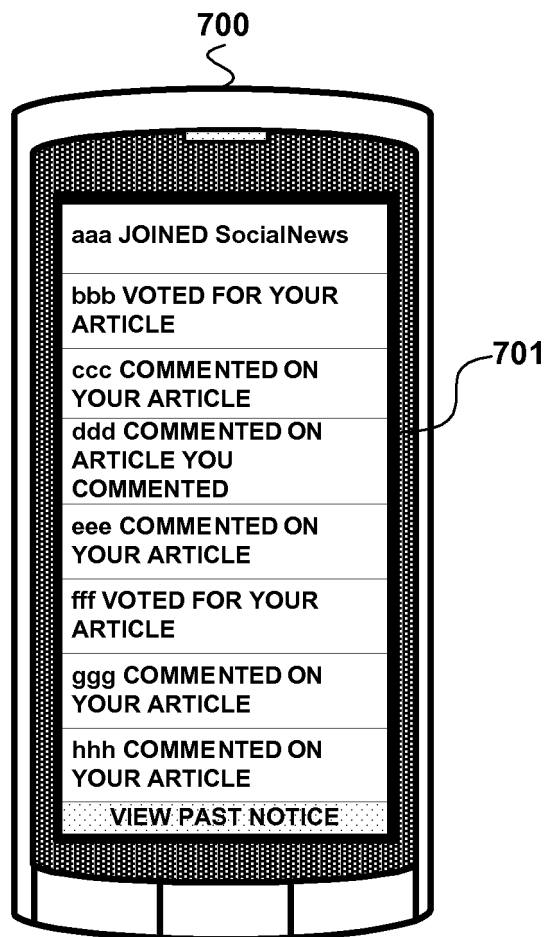 700
aaa JOINED SocialNews
bbb VOTED FOR YOUR
ARTICLE
701
ccc COMMENTED ON
YOUR ARTICLE
ddd COMMENTED ON
ARTICLE YOU
COMMENTED
eee COMMENTED ON
YOUR ARTICLE
fff VOTED FOR YOUR
ARTICLE
ggg COMMENTED ON
YOUR ARTICLE
hhh COMMENTED ON
YOUR ARTICLE
VIEW PAST NOTICE